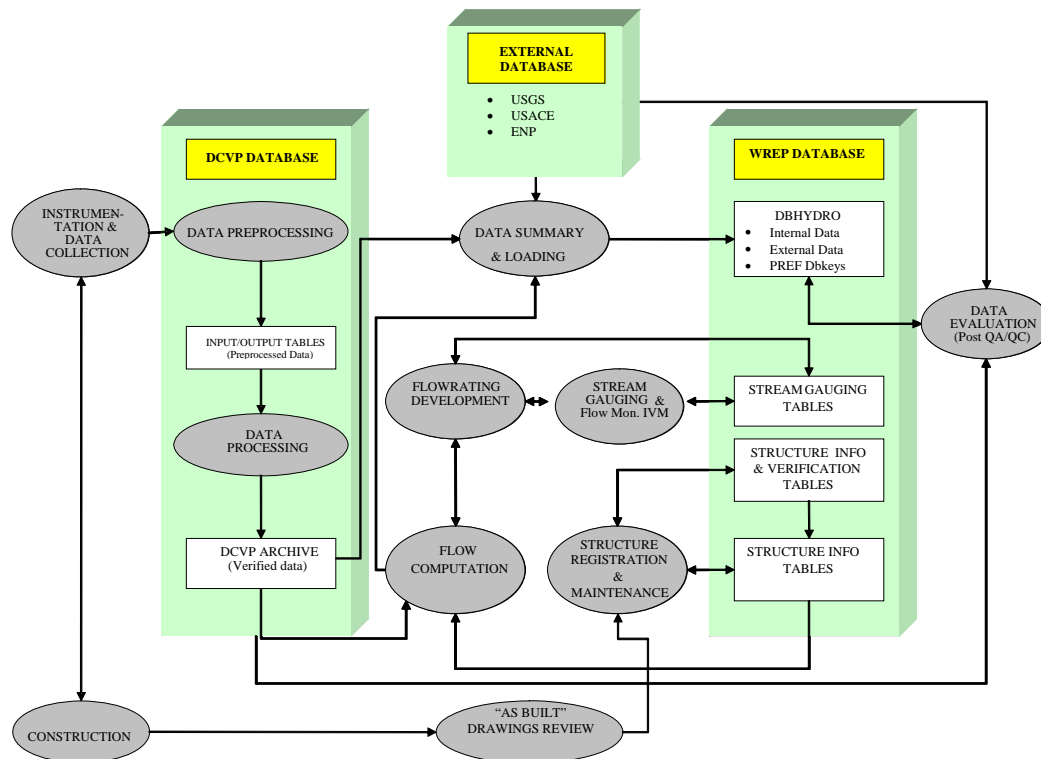 EXTERNAL
DATABASE
• USGS
• USACE
• ENP
DCVP DATABASE
WREP DATABASE
INSTRUMEN-
TATION &
DATA
COLLECTION
DATA PREPROCESSING
DATA SUMMARY
& LOADING
DBHYDRO
• Internal Data
• External Data
• PREF Dbkeys
DATA
EVALUATION
(Post QA/QC)
INPUT/OUTPUT TABLES
(Preprocessed Data)
FLOWRATING
DEVELOPMENT
STREAM
GAUGING &
Flow Mon. IVM
STREAM GAUGING
TABLES
DATA
PROCESSING
STRUCTURE INFO
& VERIFICATION
TABLES
DCVP ARCHIVE
(Verified data)
FLOW
COMPUTATION
STRUCTURE
REGISTRATION
&
MAINTENANCE
STRUCTURE INFO
TABLES
CONSTRUCTION
“AS BUILT”
DRAWINGS REVIEW